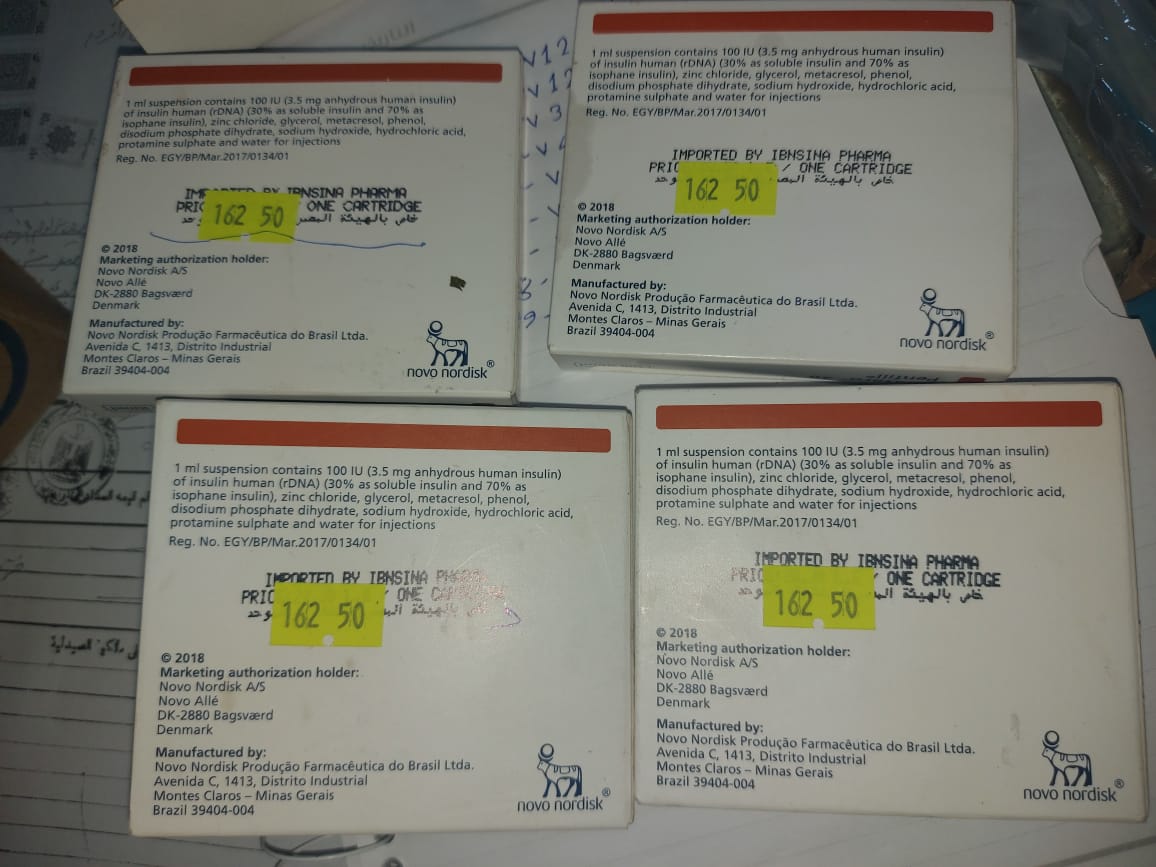 1 ml suspension contains 100 IU (3.5 mg anhydrous human insulin)
of insulin human (rDNA) (30% as soluble insulin and 70% as
isophane insulin), zinc chloride, glycerol, metacresol, phenol,
disodium phosphate dihydrate, sodium hydroxide, hydrochloric acid,
protamine sulphate and water for injections
Reg. No. EGY/BP/Mar.2017/0134/01
BY IBNSINA PHARMA
ONE CARTRIDGE
162 50
خاص بالهيئة
© 2018
Marketing authorization holder:
Novo Nordisk A/S
Novo Allé
DK-2880 Bagsværd
Denmark
Manufactured by:
Novo Nordisk Produção Farmacêutica do Brasil Ltda.
Avenida C, 1413, Distrito Industrial
Montes Claros – Minas Gerais
Brazil 39404-004
novo nordisk®
1 ml suspension contains 100 IU (3.5 mg anhydrous human insulin)
of insulin human (rDNA) (30% as soluble insulin and 70% as
isophane insulin), zinc chloride, glycerol, metacresol, phenol,
disodium phosphate dihydrate, sodium hydroxide, hydrochloric acid,
protamine sulphate and water for injections
Reg. No. EGY/BP/Mar.2017/0134/01
IMPORTED BY IBNSINA PHARMA
/ ONE CARTRIDGE
162 50
خاص بالهيئة
© 2018
Marketing authorization holder:
Novo Nordisk A/S
Novo Allé
DK-2880 Bagsværd
Denmark
Manufactured by:
Novo Nordisk Produção Farmacêutica do Brasil Ltda.
Avenida C, 1413, Distrito Industrial
Montes Claros – Minas Gerais
Brazil 39404-004
novo nordisk®
1 ml suspension contains 100 IU (3.5 mg anhydrous human insulin)
of insulin human (rDNA) (30% as soluble insulin and 70% as
isophane insulin), zinc chloride, glycerol, metacresol, phenol,
disodium phosphate dihydrate, sodium hydroxide, hydrochloric acid,
protamine sulphate and water for injections
Reg. No. EGY/BP/Mar.2017/0134/01
IMPORTED BY IBNSINA PHARMA
/ ONE CARTRIDGE
162 50
© 2018
Marketing authorization holder:
Novo Nordisk A/S
Novo Allé
DK-2880 Bagsværd
Denmark
Manufactured by:
Novo Nordisk Produção Farmacêutica do Brasil Ltda.
Avenida C, 1413, Distrito Industrial
Montes Claros – Minas Gerais
Brazil 39404-004
novo nordisk®
1 ml suspension contains 100 IU (3.5 mg anhydrous human insulin)
of insulin human (rDNA) (30% as soluble insulin and 70% as
isophane insulin), zinc chloride, glycerol, metacresol, phenol,
disodium phosphate dihydrate, sodium hydroxide, hydrochloric acid,
protamine sulphate and water for injections
Reg. No. EGY/BP/Mar.2017/0134/01
IMPORTED BY IBNSINA PHARMA
/ ONE CARTRIDGE
162 50
خاص بالهيئة
© 2018
Marketing authorization holder:
Novo Nordisk A/S
Novo Allé
DK-2880 Bagsværd
Denmark
Manufactured by:
Novo Nordisk Produção Farmacêutica do Brasil Ltda.
Avenida C, 1413, Distrito Industrial
Montes Claros – Minas Gerais
Brazil 39404-004
novo nordisk®